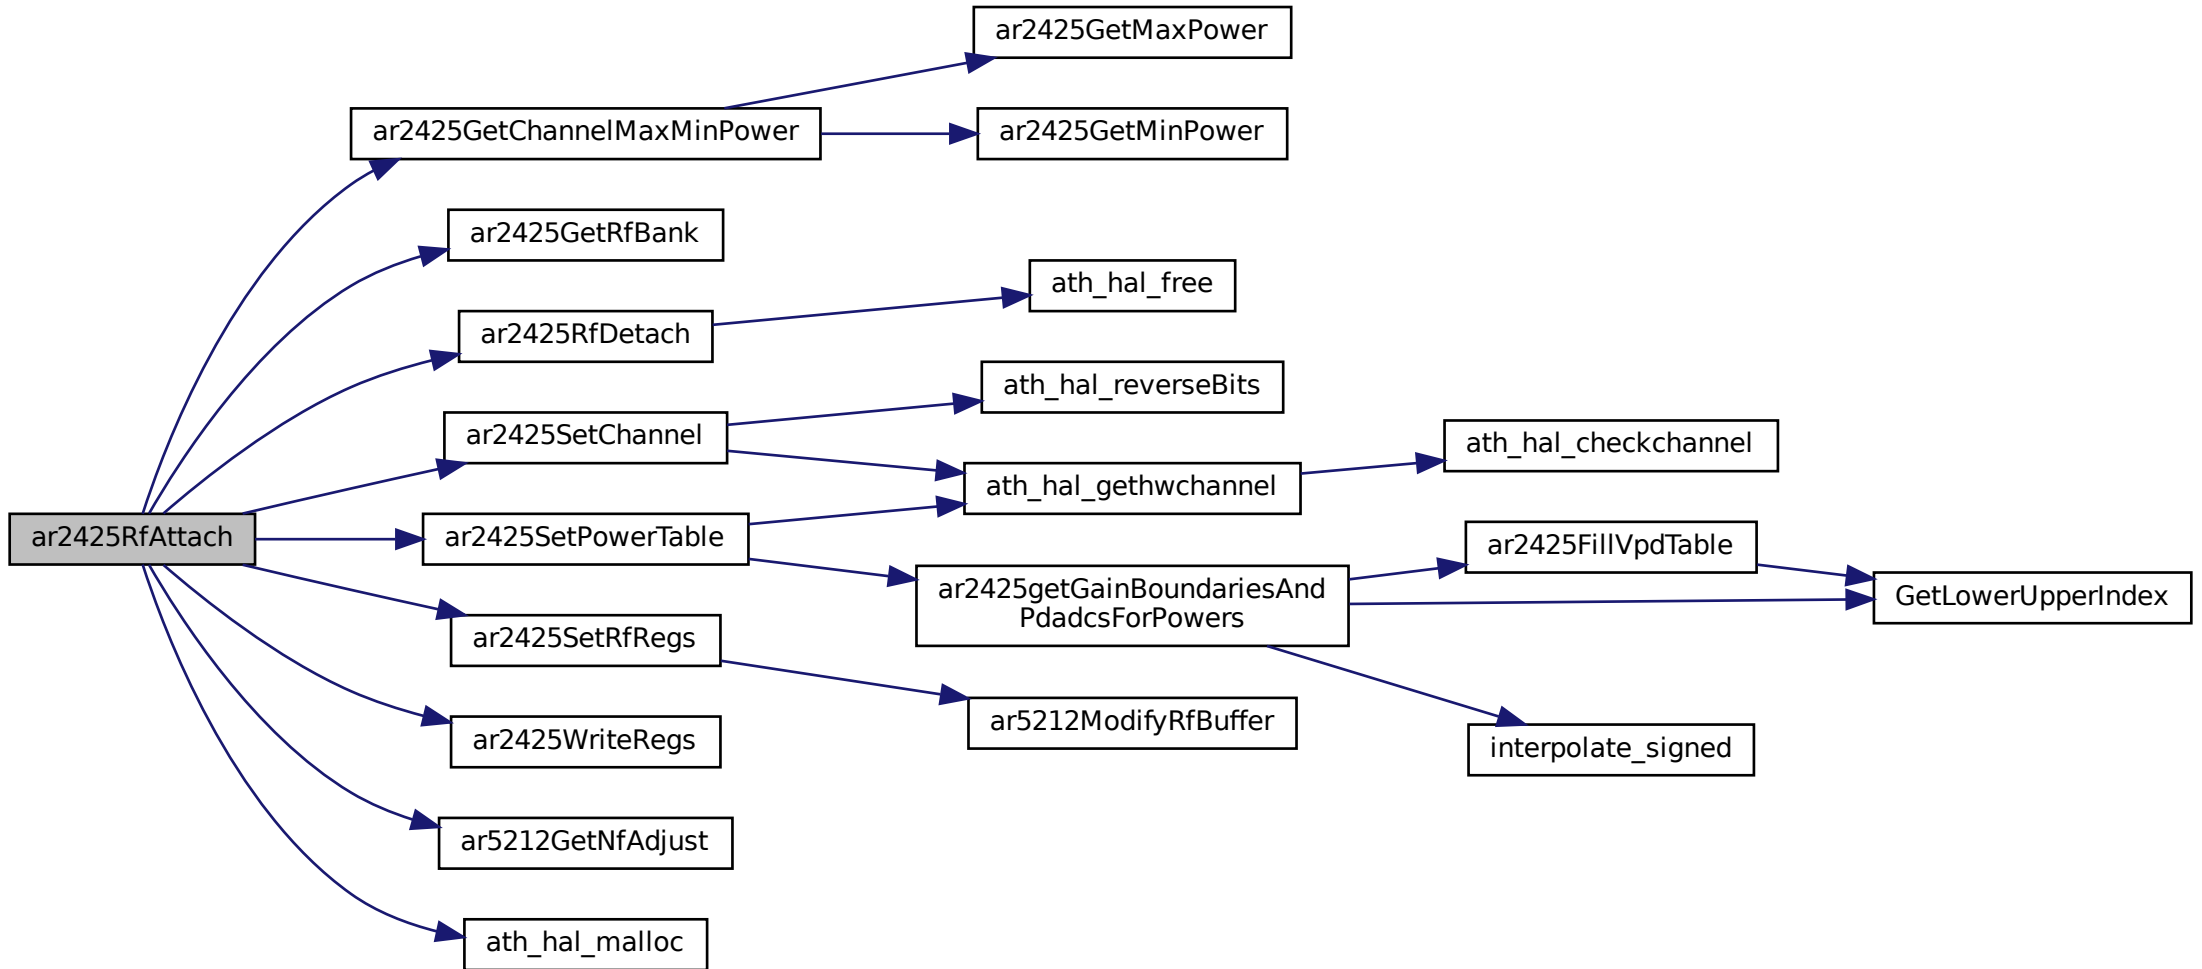 ar2425GetMaxPower
ar2425GetChannelMaxMinPower
ar2425GetMinPower
ar2425GetRfBank
ath_hal_free
ar2425RfDetach
ath_hal_reverseBits
ar2425SetChannel
ath_hal_checkchannel
ath_hal_gethwchannel
ar2425RfAttach
ar2425SetPowerTable
ar2425FillVpdTable
ar2425getGainBoundariesAnd
PdadcsForPowers
GetLowerUpperIndex
ar2425SetRfRegs
ar5212ModifyRfBuffer
ar2425WriteRegs
interpolate_signed
ar5212GetNfAdjust
ath_hal_malloc